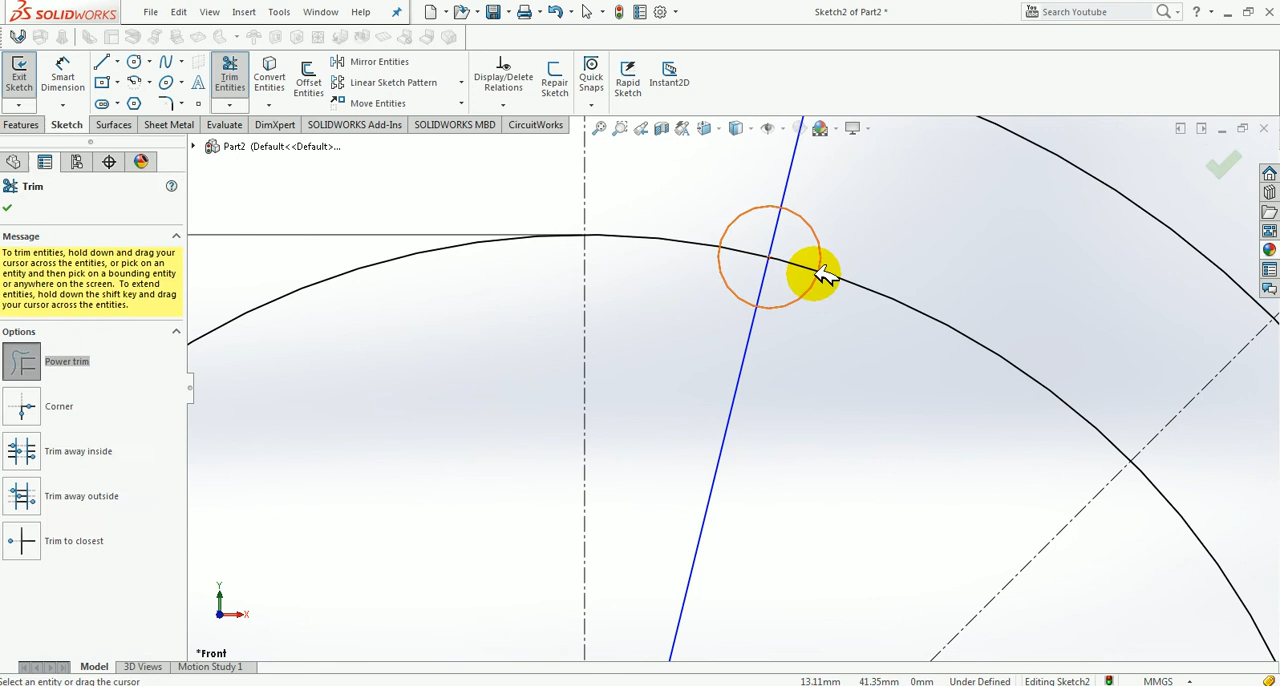 SOLIDWORKS File Edit View Insert Tools Window Help Sketch2 of Part2 * Search Youtube
You
Exit Sketch
Smart Dimension
Trim Entities
Convert Entities
Offset Entities
Mirror Entities
Linear Sketch Pattern
Move Entities
Display/Delete Relations
Repair Sketch
Quick Snaps
Rapid Sketch
Instant2D
Features Sketch Surfaces Sheet Metal Evaluate DimXpert SOLIDWORKS Add-Ins SOLIDWORKS MBD CircuitWorks
Part2 (Default<<Default>...
Trim
Message
To trim entities, hold down and drag your
cursor across the entities, or pick on an
entity and then pick on a bounding entity
or anywhere on the screen. To extend
entities, hold down the shift key and drag
your cursor across the entities.
Options
Power trim
Corner
Trim away inside
Trim away outside
Trim to closest
Y
X
*Front
Model 3D Views Motion Study 1
Select an entity or drag the cursor 13.11mm 41.35mm 0mm Under Defined Editing Sketch2 MMGS